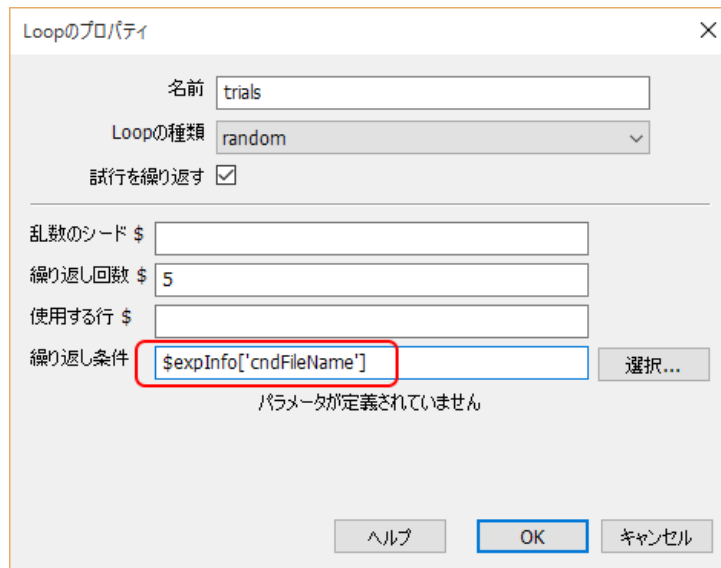 Loopのプロパティ
名前 trials
Loopの種類 random
試行を繰り返す
乱数のシード $
繰り返し回数 $ 5
使用する行 $
繰り返し条件 $expInfo['cndFileName'] 選択...
パラメータが定義されていません
ヘルプ OK キャンセル